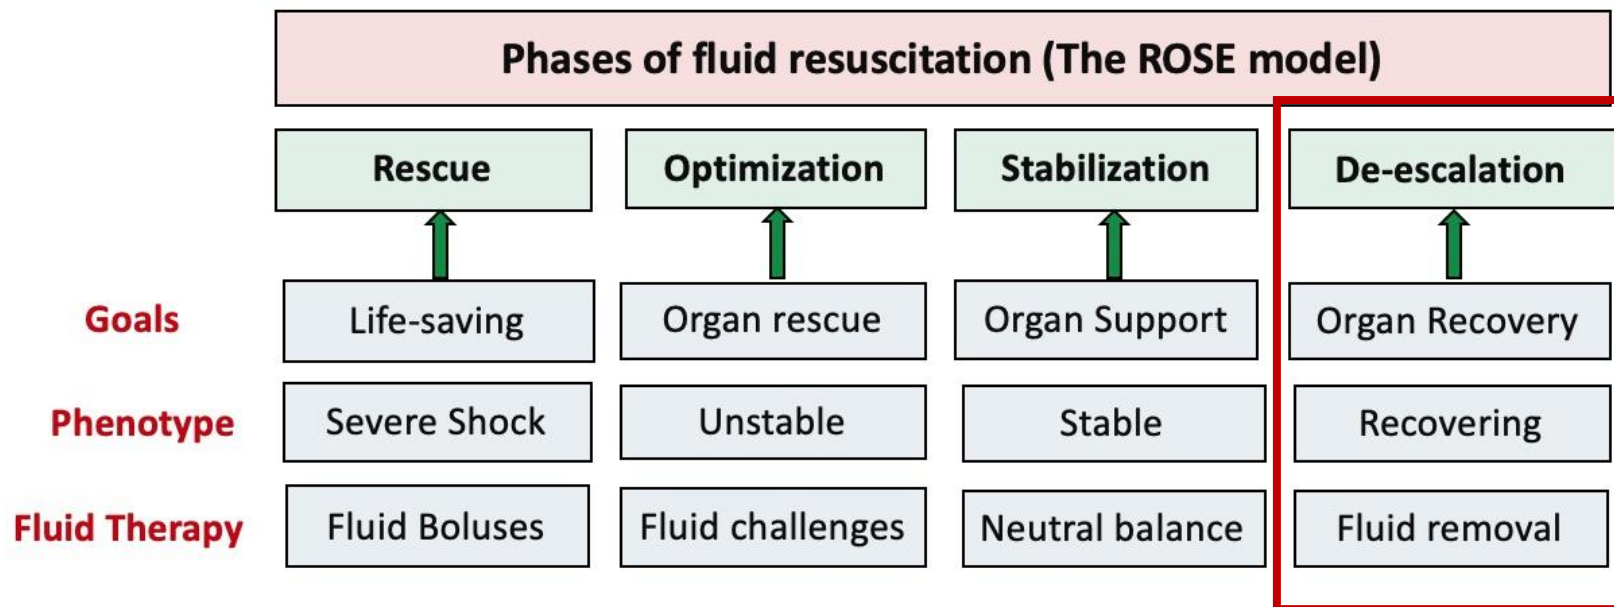 Phases of fluid resuscitation (The ROSE model)
Rescue
Optimization
Stabilization
De-escalation
Goals
Life-saving
Organ rescue
Organ Support
Organ Recovery
Phenotype
Severe Shock
Unstable
Stable
Recovering
Fluid Therapy
Fluid Boluses
Fluid challenges
Neutral balance
Fluid removal